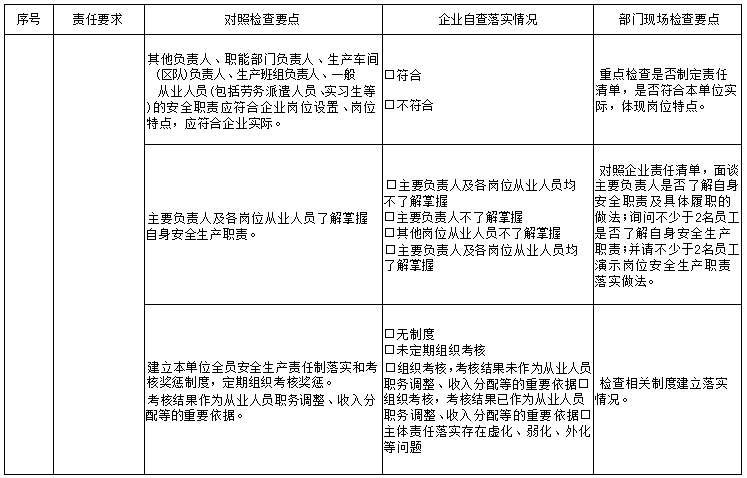 序号 责任要求 对照检查要点 企业自查落实情况 部门现场检查要点
其他负责人、职能部门负责人、生产车间
(区队)负责人、生产班组负责人、一般
从业人员(包括劳务派遣人员、实习生等
)的安全职责应符合企业岗位设置、岗位
特点，应符合企业实际。
□符合
□不符合
重点检查是否制定责任
清单，是否符合本单位实
际，体现岗位特点。
主要负责人及各岗位从业人员了解掌握
自身安全生产职责。
□主要负责人及各岗位从业人员均
不了解掌握
□主要负责人不了解掌握
□其他岗位从业人员不了解掌握
□主要负责人及各岗位从业人员均
了解掌握
对照企业责任清单，面谈
主要负责人是否了解自身
安全职责及具体履职的
做法；询问不少于2名员工
是否了解自身安全生产
职责；并请不少于2名员工
演示岗位安全生产职责
落实做法。
建立本单位全员安全生产责任制落实和考
核奖惩制度，定期组织考核奖惩。
考核结果作为从业人员职务调整、收入分
配等的重要依据。
□无制度
□未定期组织考核
□组织考核，考核结果未作为从业人员
职务调整、收入分配等的重要依据□
组织考核，考核结果已作为从业人员
职务调整、收入分配等的重要依据□
主体责任落实存在虚化、弱化、外化
等问题
检查相关制度建立落实
情况。